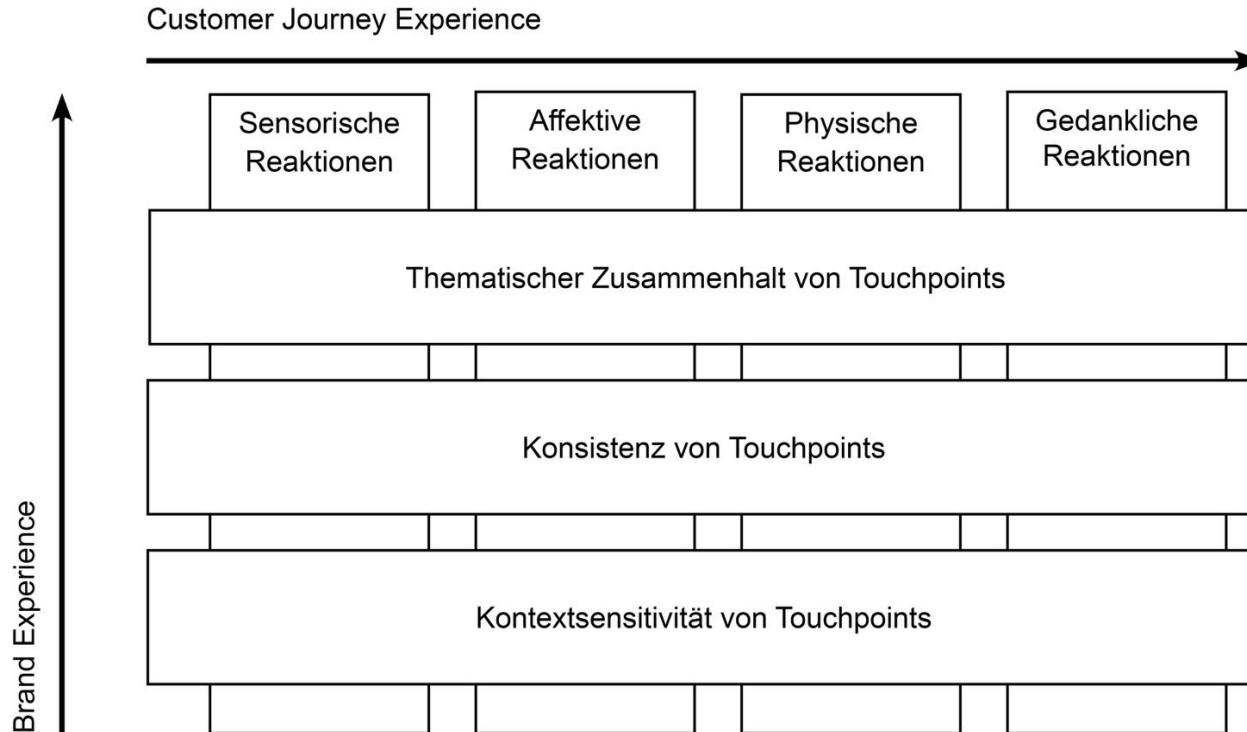 Customer Journey Experience
Sensorische
Reaktionen
Affektive
Reaktionen
Physische
Reaktionen
Gedankliche
Reaktionen
Thematischer Zusammenhalt von Touchpoints
Konsistenz von Touchpoints
Kontextsensitivität von Touchpoints
Brand Experience